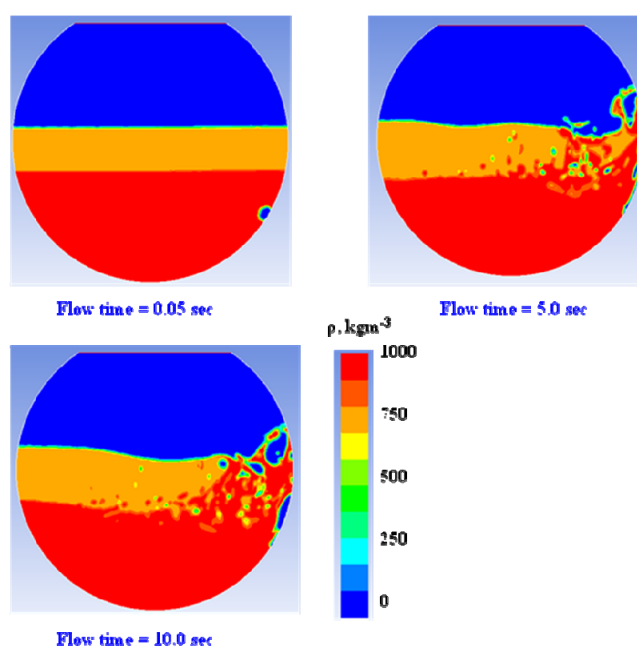 Flow time = 0.05 sec
Flow time = 5.0 sec
ρ, kgm-3
1000
750
500
250
0
Flow time = 10.0 sec